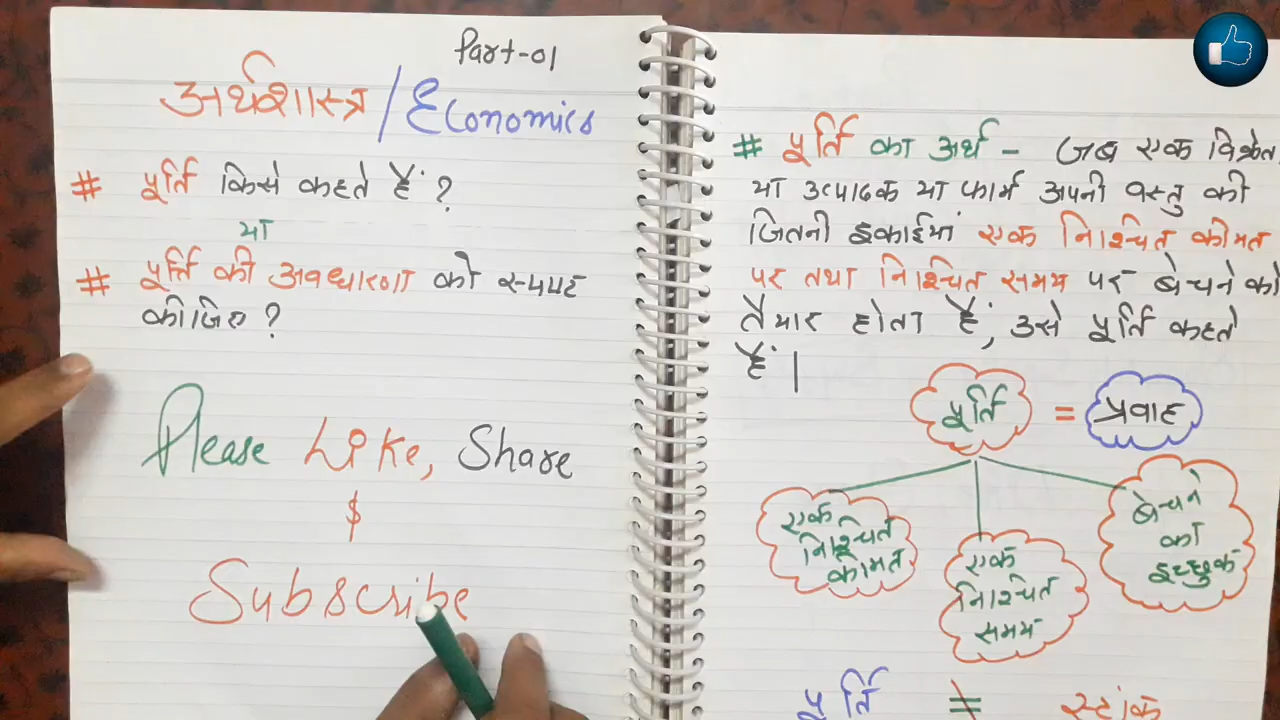 Part-01
अर्थशास्त्र / Economics
# पूर्ति किसे कहते हैं ?
या
# पूर्ति की अवधारणा को स्पष्ट
कीजिए ?
Please Like, Share
$
Subscribe
# पूर्ति का अर्थ - जब एक विक्रेता
या उत्पादक या फार्म अपनी वस्तु की
जितनी इकाईयां एक निश्चित कीमत
पर तथा निश्चित समय पर बेचने को
तैयार होता हैं, उसे पूर्ति कहते
हैं |
पूर्ति = प्रवाह
एक
निश्चित
कीमत
एक
निश्चित
समय
बेचने
का
इच्छुक
पूर्ति ≠ स्टॉक